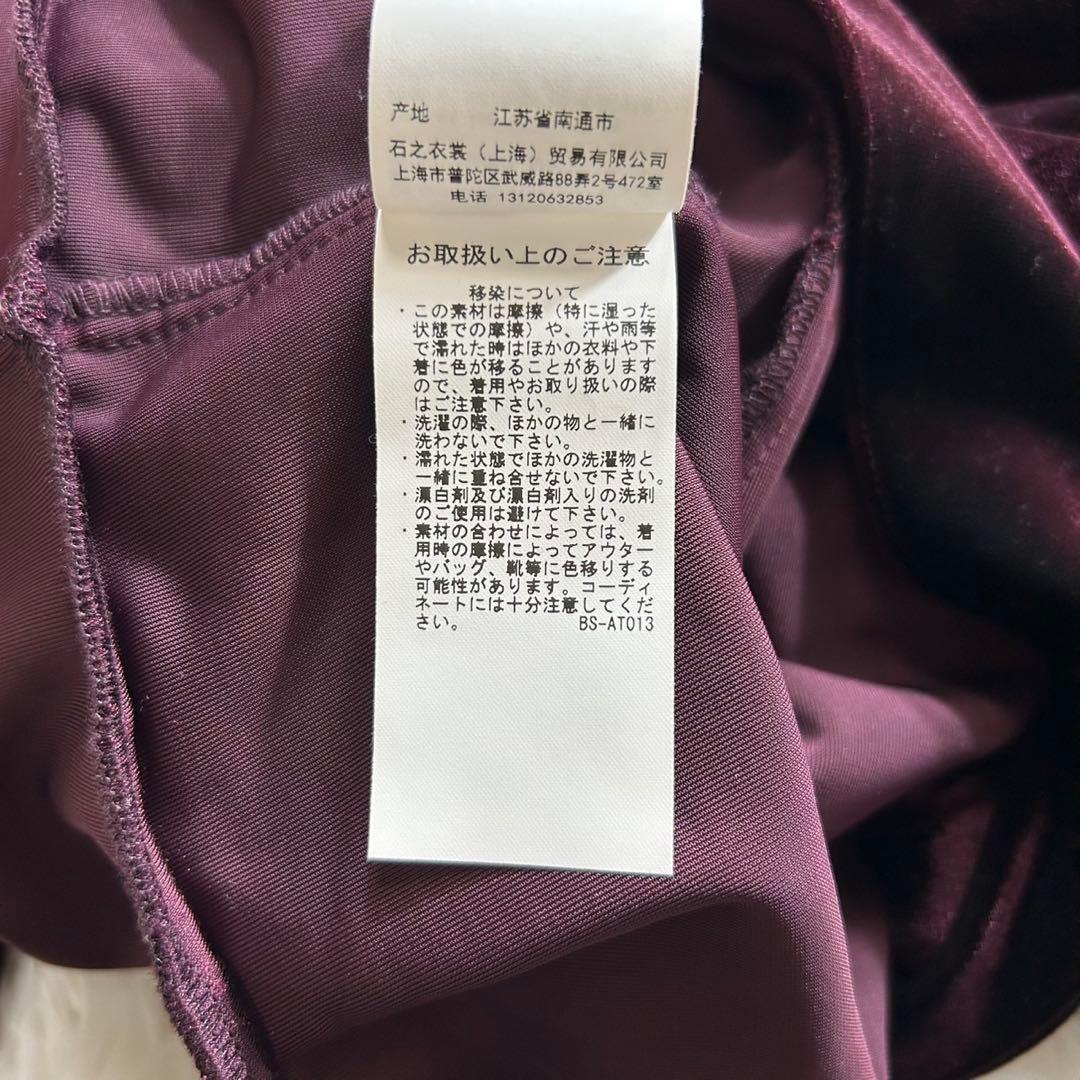 产地 江苏省南通市
石之衣裳（上海）贸易有限公司
上海市普陀区武威路88弄2号472室
电话 13120632853
お取扱い上のご注意
移染について
・この素材は摩擦（特に湿った
状態での摩擦）や、汗や雨等
で濡れた時はほかの衣料や下
着に色が移ることがあります
ので、着用やお取り扱いの際
はご注意下さい。
・洗濯の際、ほかの物と一緒に
洗わないで下さい。
・濡れた状態でほかの洗濯物と
一緒に重ね合せないで下さい。
・漂白剤及び漂白剤入りの洗剤
のご使用は避けて下さい。
・素材の合わせによっては、着
用時の摩擦によってアウター
やバッグ、靴等に色移りする
可能性があります。コーディ
ネートには十分注意してくだ
さい。 BS-AT013